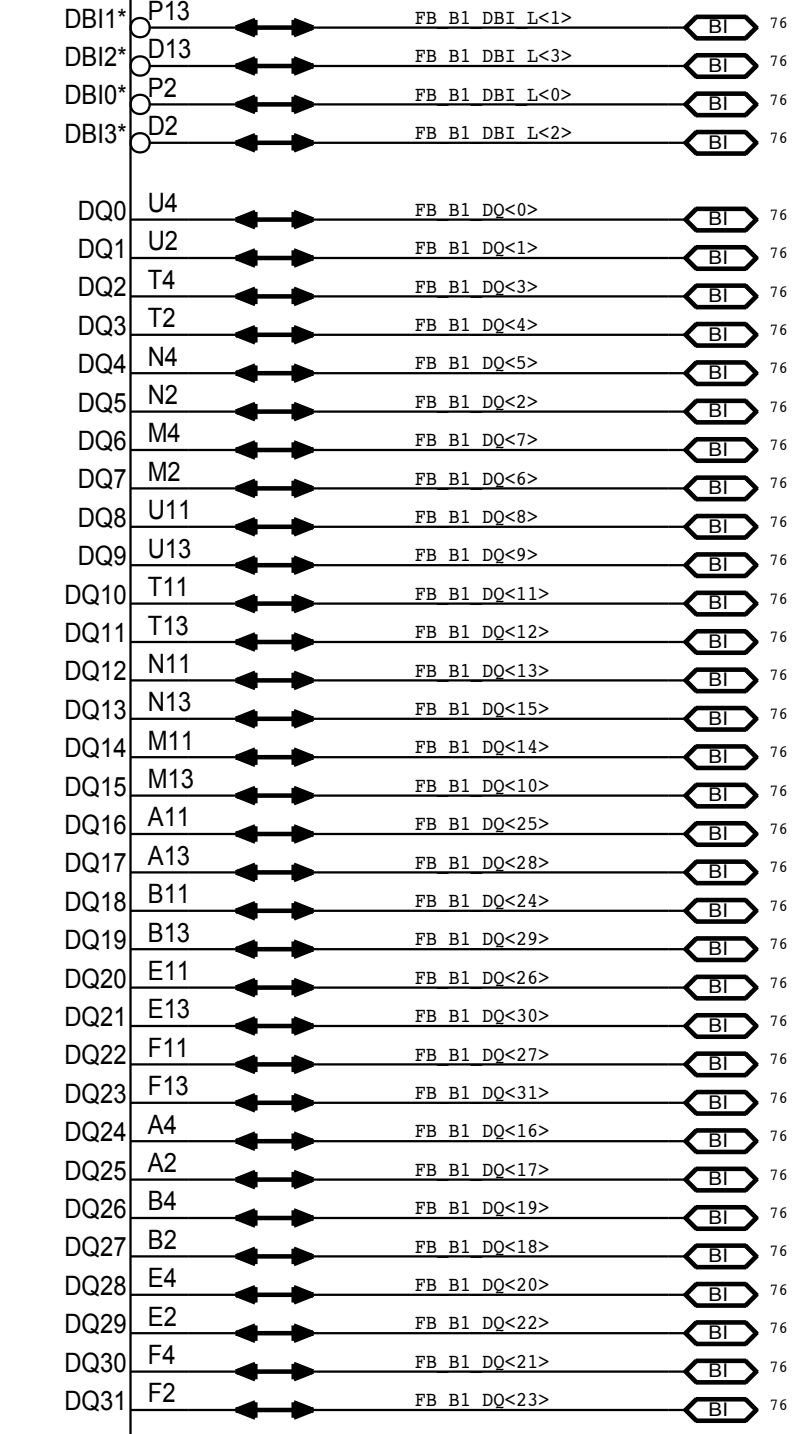 DBI1* P13 FB_B1_DBI_L<1> BI 76
DBI2* D13 FB_B1_DBI_L<3> BI 76
DBI0* P2 FB_B1_DBI_L<0> BI 76
DBI3* D2 FB_B1_DBI_L<2> BI 76
DQ0 U4 FB_B1_DQ<0> BI 76
DQ1 U2 FB_B1_DQ<1> BI 76
DQ2 T4 FB_B1_DQ<3> BI 76
DQ3 T2 FB_B1_DQ<4> BI 76
DQ4 N4 FB_B1_DQ<5> BI 76
DQ5 N2 FB_B1_DQ<2> BI 76
DQ6 M4 FB_B1_DQ<7> BI 76
DQ7 M2 FB_B1_DQ<6> BI 76
DQ8 U11 FB_B1_DQ<8> BI 76
DQ9 U13 FB_B1_DQ<9> BI 76
DQ10 T11 FB_B1_DQ<11> BI 76
DQ11 T13 FB_B1_DQ<12> BI 76
DQ12 N11 FB_B1_DQ<13> BI 76
DQ13 N13 FB_B1_DQ<15> BI 76
DQ14 M11 FB_B1_DQ<14> BI 76
DQ15 M13 FB_B1_DQ<10> BI 76
DQ16 A11 FB_B1_DQ<25> BI 76
DQ17 A13 FB_B1_DQ<28> BI 76
DQ18 B11 FB_B1_DQ<24> BI 76
DQ19 B13 FB_B1_DQ<29> BI 76
DQ20 E11 FB_B1_DQ<26> BI 76
DQ21 E13 FB_B1_DQ<30> BI 76
DQ22 F11 FB_B1_DQ<27> BI 76
DQ23 F13 FB_B1_DQ<31> BI 76
DQ24 A4 FB_B1_DQ<16> BI 76
DQ25 A2 FB_B1_DQ<17> BI 76
DQ26 B4 FB_B1_DQ<19> BI 76
DQ27 B2 FB_B1_DQ<18> BI 76
DQ28 E4 FB_B1_DQ<20> BI 76
DQ29 E2 FB_B1_DQ<22> BI 76
DQ30 F4 FB_B1_DQ<21> BI 76
DQ31 F2 FB_B1_DQ<23> BI 76